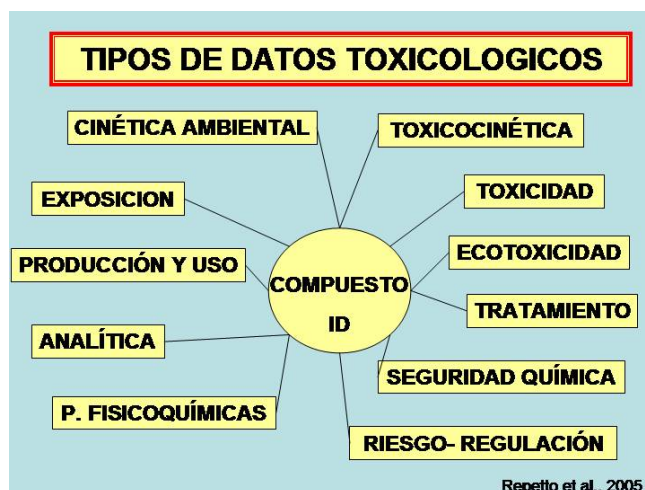 TIPOS DE DATOS TOXICOLOGICOS
CINÉTICA AMBIENTAL
TOXICOCINÉTICA
EXPOSICION
TOXICIDAD
PRODUCCIÓN Y USO
ECOTOXICIDAD
COMPUESTO
ID
TRATAMIENTO
ANALÍTICA
SEGURIDAD QUÍMICA
P. FISICOQUÍMICAS
RIESGO- REGULACIÓN
Repetto et al., 2005